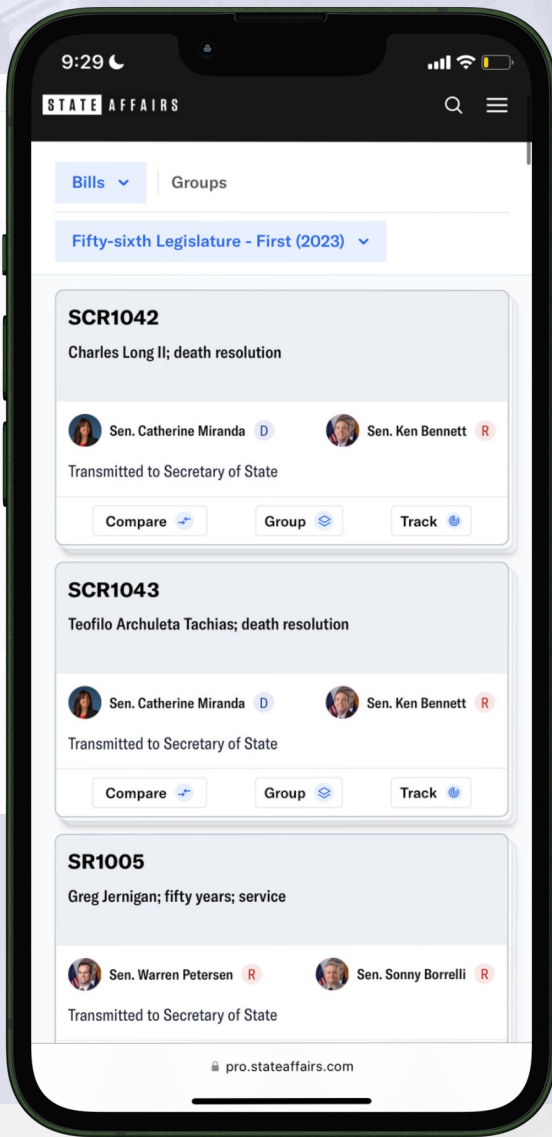 9:29
STATE AFFAIRS
Bills Groups
Fifty-sixth Legislature - First (2023)
SCR1042
Charles Long II; death resolution
Sen. Catherine Miranda D Sen. Ken Bennett R
Transmitted to Secretary of State
Compare Group Track
SCR1043
Teofilo Archuleta Tachias; death resolution
Sen. Catherine Miranda D Sen. Ken Bennett R
Transmitted to Secretary of State
Compare Group Track
SR1005
Greg Jernigan; fifty years; service
Sen. Warren Petersen R Sen. Sonny Borrelli R
Transmitted to Secretary of State
pro.stateaffairs.com